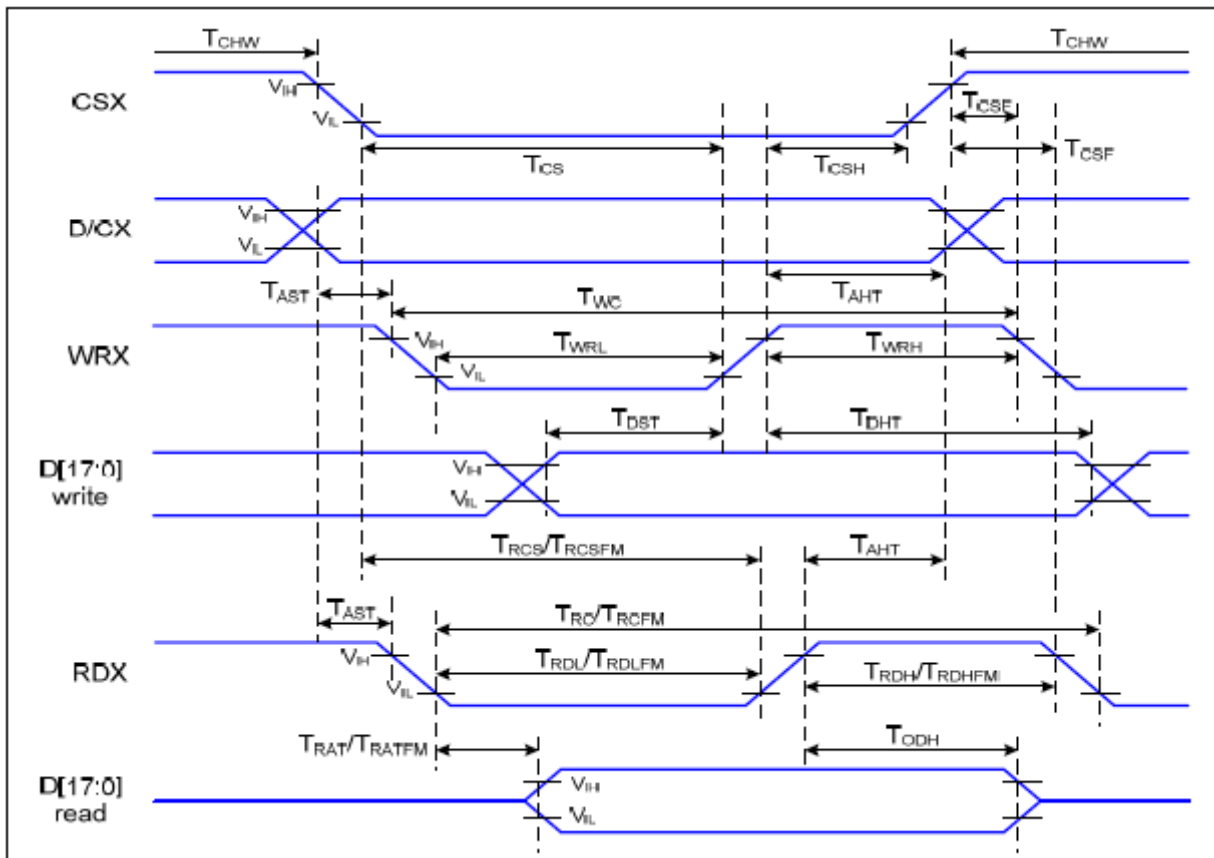 TCHW TCHW
VIH
CSX TCSF
VIL TCSF
TCS TCSH
VIH
D/CX
VIL
TAST TWC TAHT
VIH TWRL TWRH
WRX
VIL
TDST TDHT
D[17:0] VIH
write VIL
TRCS/TRCSFM TAHT
TAST TRC/TRCFM
RDX VIH TRDL/TRDLFM
VIL TRDH/TRDHFM
TRAT/TRATFM TODH
D[17:0] VIH
read VIL